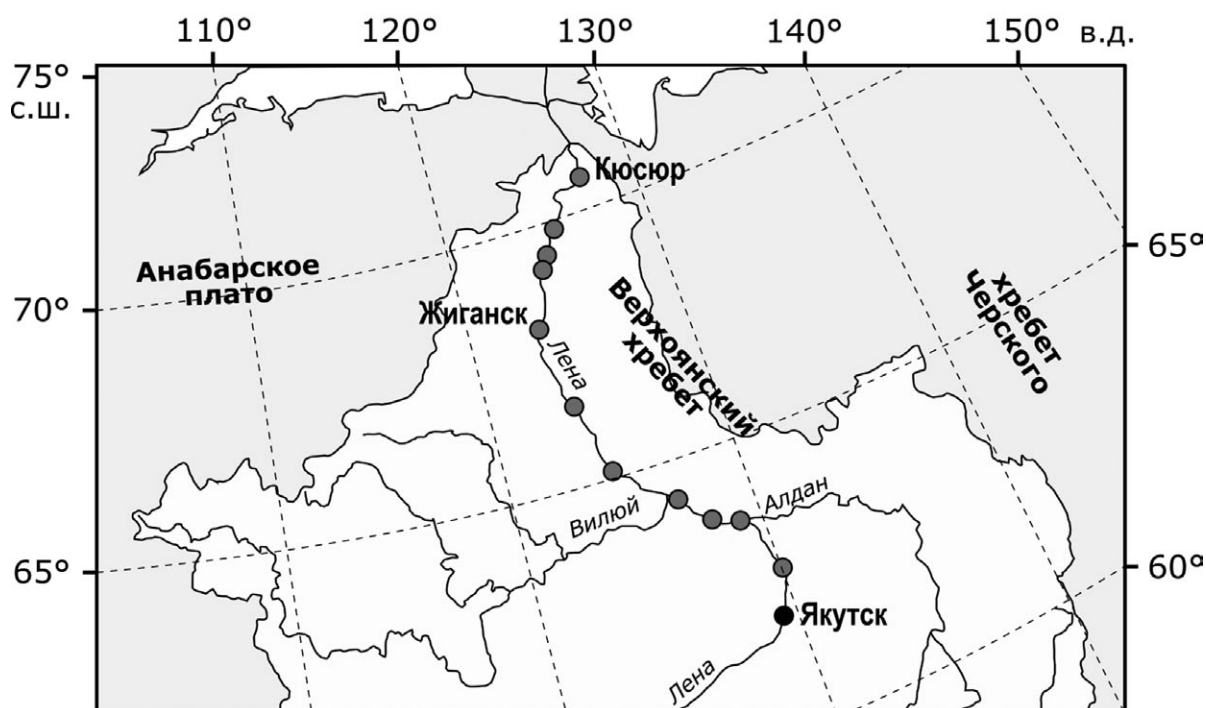 110° 120° 130° 140° 150° в.д.
75°
с.ш.
Кюсюр
65°
Анабарское
плато
хребет
Черского
70°
Жиганск
Верхоянский
хребет
Лена
Алдан
Вилюй
65°
60°
Якутск
Лена